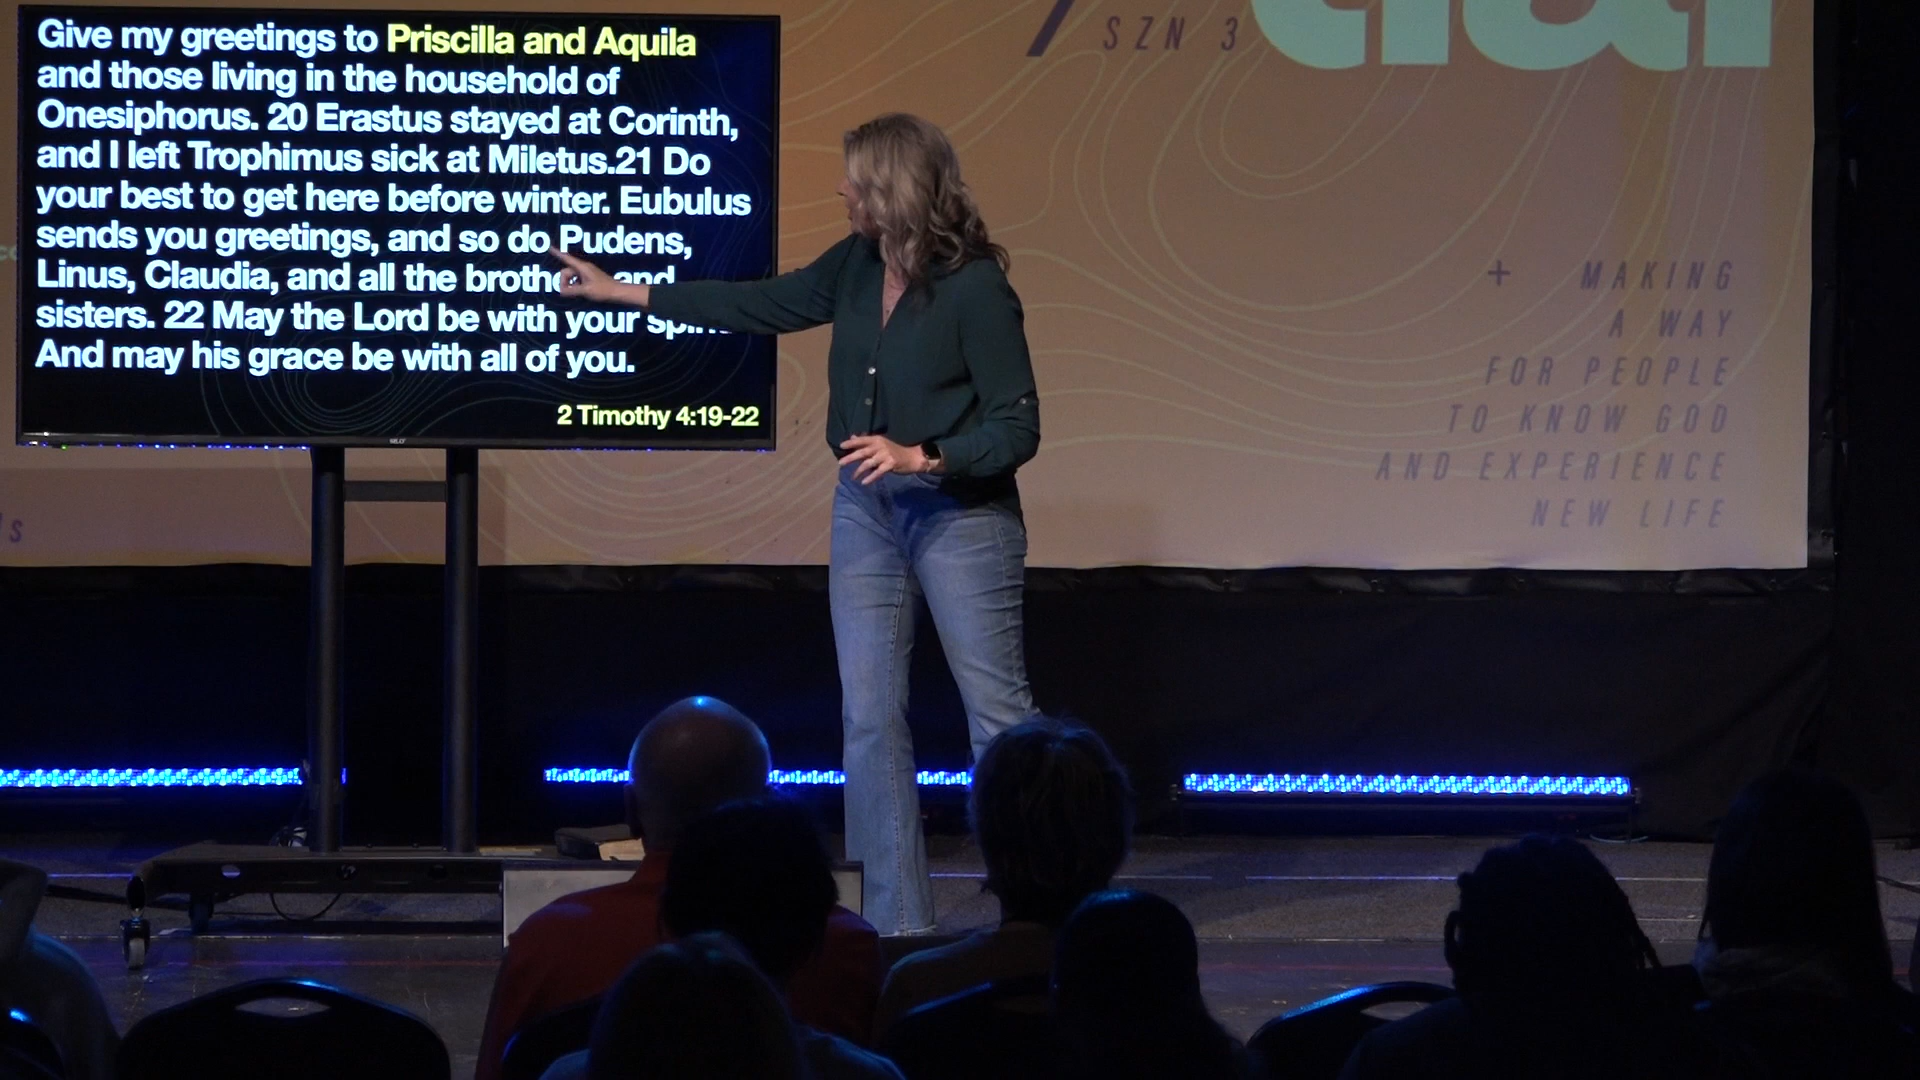 Give my greetings to Priscilla and Aquila
and those living in the household of
Onesiphorus. 20 Erastus stayed at Corinth,
and I left Trophimus sick at Miletus.21 Do
your best to get here before winter. Eubulus
sends you greetings, and so do Pudens,
Linus, Claudia, and all the and
sisters. 22 May the Lord be with your
And may his grace be with all of you.
2 Timothy 4:19-22
SZN 3
+ MAKING
A WAY
FOR PEOPLE
TO KNOW GOD
AND EXPERIENCE
NEW LIFE